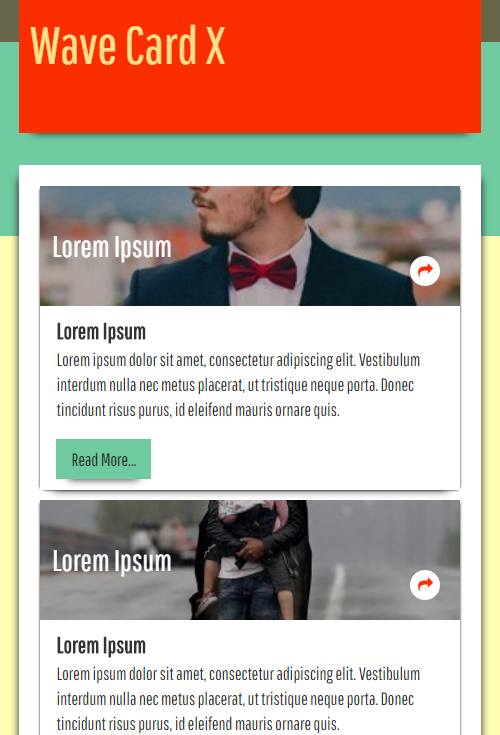 Wave Card X
Lorem Ipsum
Lorem Ipsum
Lorem ipsum dolor sit amet, consectetur adipiscing elit. Vestibulum
interdum nulla nec metus placerat, ut tristique neque porta. Donec
tincidunt risus purus, id eleifend mauris ornare quis.
Read More...
Lorem Ipsum
Lorem Ipsum
Lorem ipsum dolor sit amet, consectetur adipiscing elit. Vestibulum
interdum nulla nec metus placerat, ut tristique neque porta. Donec
tincidunt risus purus, id eleifend mauris ornare quis.